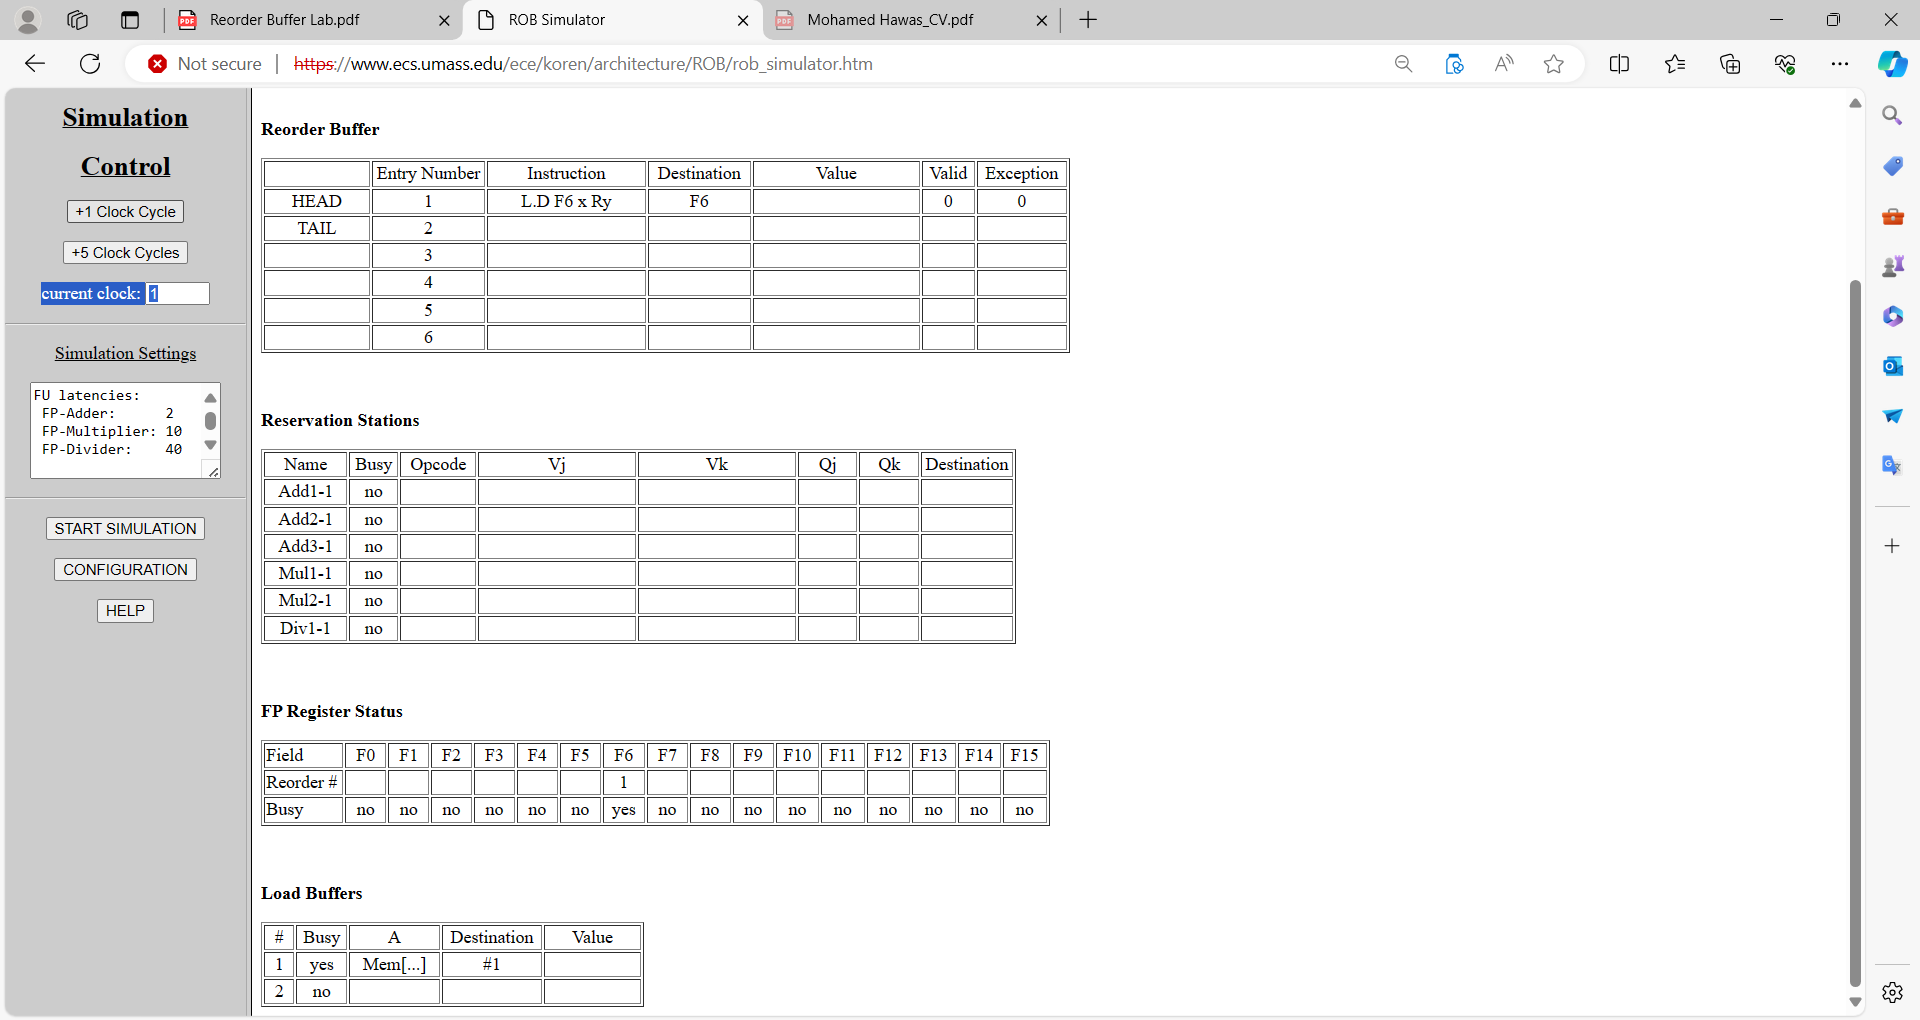 Reorder Buffer Lab.pdf
ROB Simulator
Mohamed Hawas_CV.pdf
Not secure
https://www.ecs.umass.edu/ece/koren/architecture/ROB/rob_simulator.htm
Simulation
Control
+1 Clock Cycle
+5 Clock Cycles
current clock: 1
Simulation Settings
FU latencies:
FP-Adder: 2
FP-Multiplier: 10
FP-Divider: 40
START SIMULATION
CONFIGURATION
HELP
Reorder Buffer
Entry Number Instruction Destination Value Valid Exception
HEAD 1 L.D F6 x Ry F6 0 0
TAIL 2
3
4
5
6
Reservation Stations
Name Busy Opcode Vj Vk Qj Qk Destination
Add1-1 no
Add2-1 no
Add3-1 no
Mul1-1 no
Mul2-1 no
Div1-1 no
FP Register Status
Field F0 F1 F2 F3 F4 F5 F6 F7 F8 F9 F10 F11 F12 F13 F14 F15
Reorder # 1
Busy no no no no no no yes no no no no no no no no no
Load Buffers
# Busy A Destination Value
1 yes Mem[...] #1
2 no